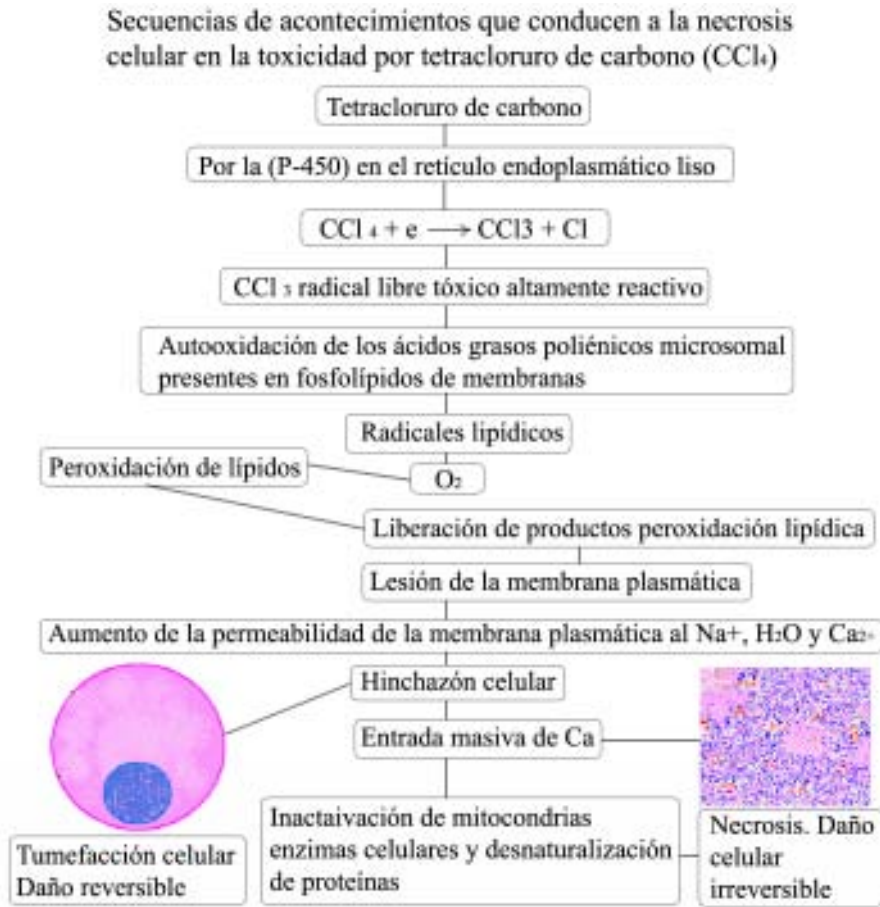 Secuencias de acontecimientos que conducen a la necrosis
celular en la toxicidad por tetracloruro de carbono (CCl₄)
Tetracloruro de carbono
Por la (P-450) en el retículo endoplasmático liso
CCl ₄ + e ⟶ CCl3 + Cl
CCl ₃ radical libre tóxico altamente reactivo
Autooxidación de los ácidos grasos poliénicos microsomal
presentes en fosfolípidos de membranas
Radicales lipídicos
Peroxidación de lípidos
O₂
Liberación de productos peroxidación lipídica
Lesión de la membrana plasmática
Aumento de la permeabilidad de la membrana plasmática al Na+, H₂O y Ca₂₊
Hinchazón celular
Entrada masiva de Ca
Inactaivación de mitocondrias
enzimas celulares y desnaturalización
de proteínas
Tumefacción celular
Daño reversible
Necrosis. Daño
celular
irreversible